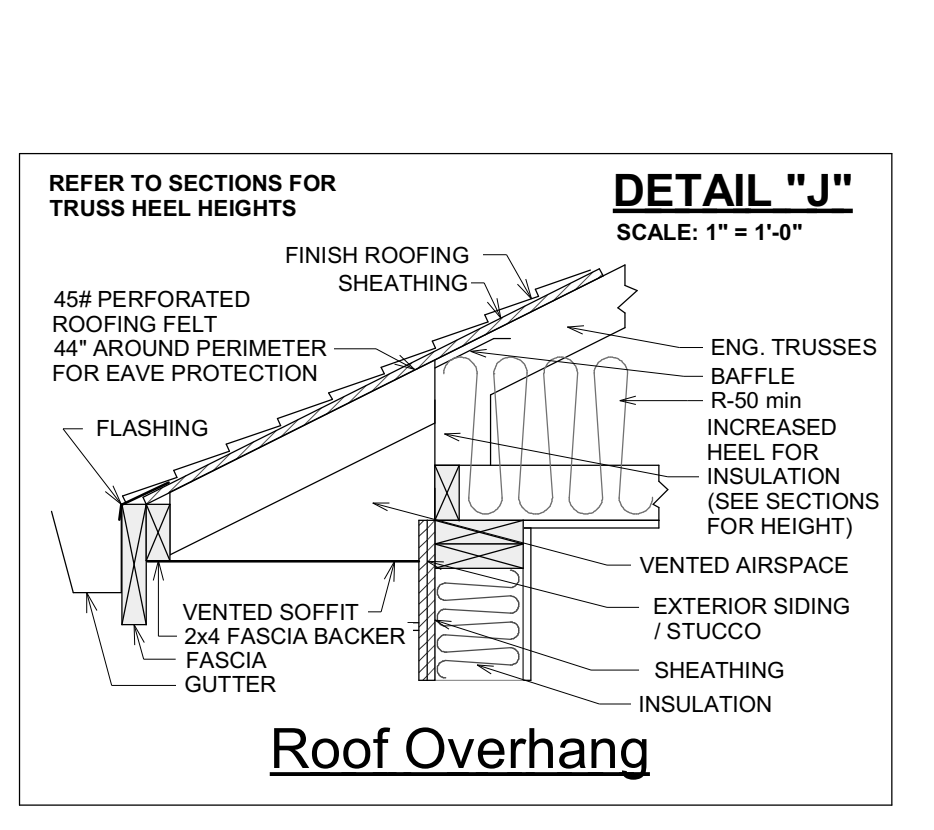 REFER TO SECTIONS FOR
TRUSS HEEL HEIGHTS
DETAIL "J"
SCALE: 1" = 1'-0"
FINISH ROOFING
SHEATHING
45# PERFORATED
ROOFING FELT
44" AROUND PERIMETER
FOR EAVE PROTECTION
FLASHING
ENG. TRUSSES
BAFFLE
R-50 min
INCREASED
HEEL FOR
INSULATION
(SEE SECTIONS
FOR HEIGHT)
VENTED AIRSPACE
EXTERIOR SIDING
/ STUCCO
SHEATHING
INSULATION
VENTED SOFFIT
2x4 FASCIA BACKER
FASCIA
GUTTER
Roof Overhang